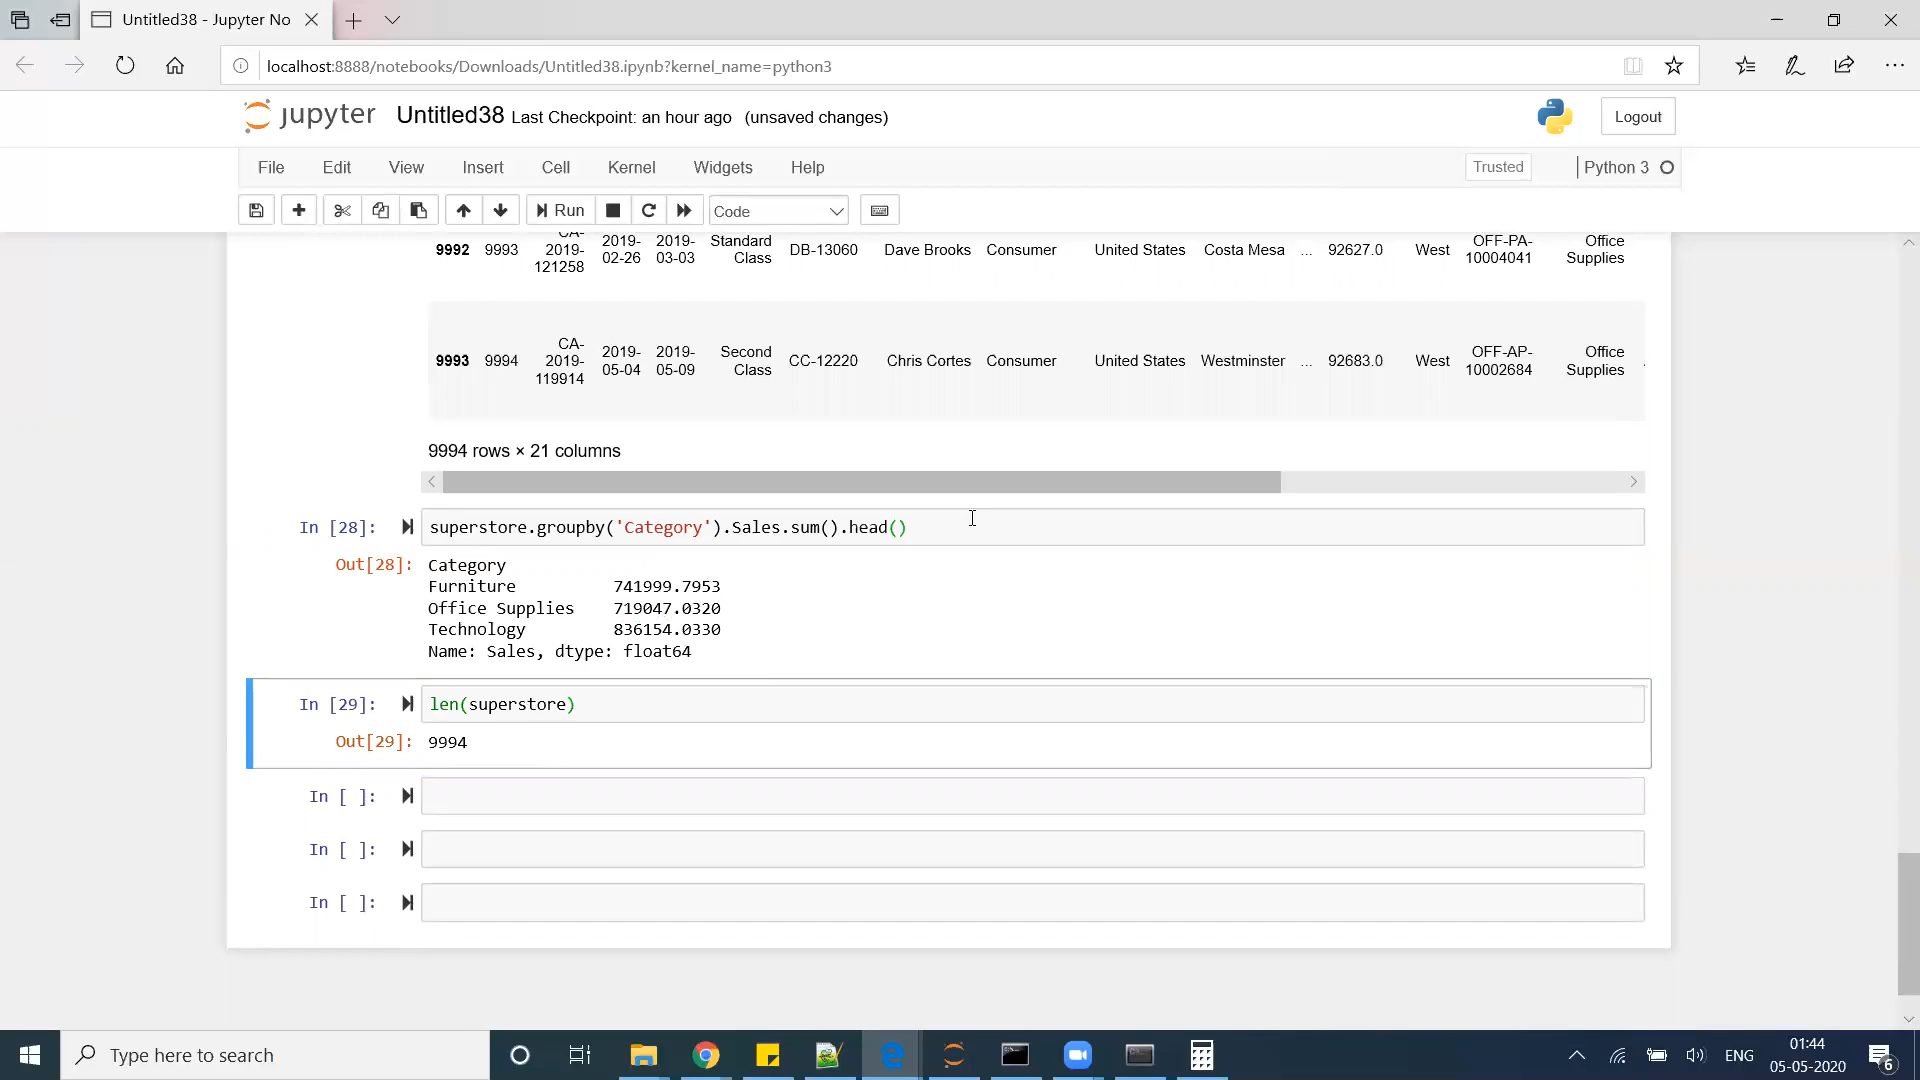 Untitled38 - Jupyter No
localhost:8888/notebooks/Downloads/Untitled38.ipynb?kernel_name=python3
jupyter Untitled38 Last Checkpoint: an hour ago (unsaved changes)
Logout
File Edit View Insert Cell Kernel Widgets Help
Trusted
Python 3
Run
Code
9992 9993 CA-2019-121258 2019-02-26 2019-03-03 Standard Class DB-13060 Dave Brooks Consumer United States Costa Mesa ... 92627.0 West OFF-PA-10004041 Office Supplies
9993 9994 CA-2019-119914 2019-05-04 2019-05-09 Second Class CC-12220 Chris Cortes Consumer United States Westminster ... 92683.0 West OFF-AP-10002684 Office Supplies
9994 rows × 21 columns
In [28]: superstore.groupby('Category').Sales.sum().head()
Out[28]: Category
Furniture 741999.7953
Office Supplies 719047.0320
Technology 836154.0330
Name: Sales, dtype: float64
In [29]: len(superstore)
Out[29]: 9994
In [ ]:
In [ ]:
In [ ]:
Type here to search
ENG
01:44
05-05-2020
6